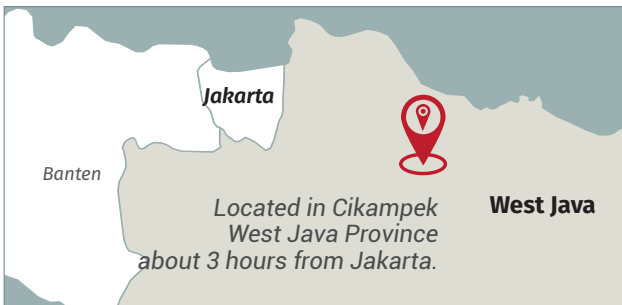 Jakarta
Banten
West Java
Located in Cikampek
West Java Province
about 3 hours from Jakarta.